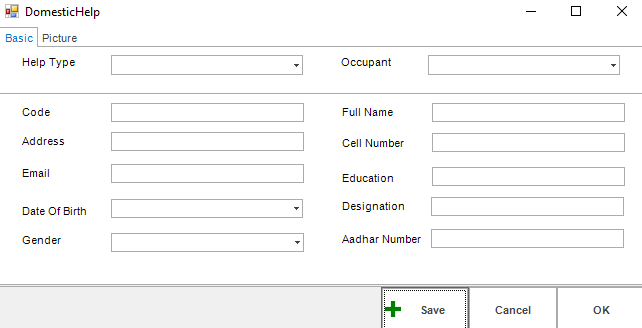 DomesticHelp
Basic Picture
Help Type Occupant
Code Full Name
Address Cell Number
Email Education
Date Of Birth Designation
Gender Aadhar Number
Save Cancel OK